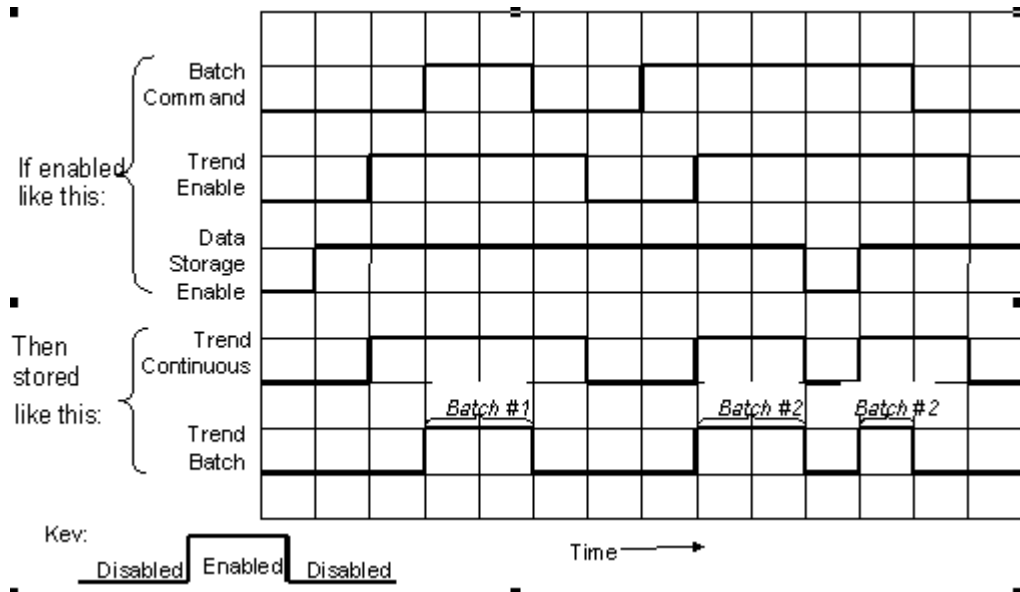 Batch
Command
If enabled
like this:
Trend
Enable
Data
Storage
Enable
Then
stored
like this:
Trend
Continuous
Batch #1
Batch #2
Batch #2
Trend
Batch
Kev:
Disabled
Enabled
Disabled
Time